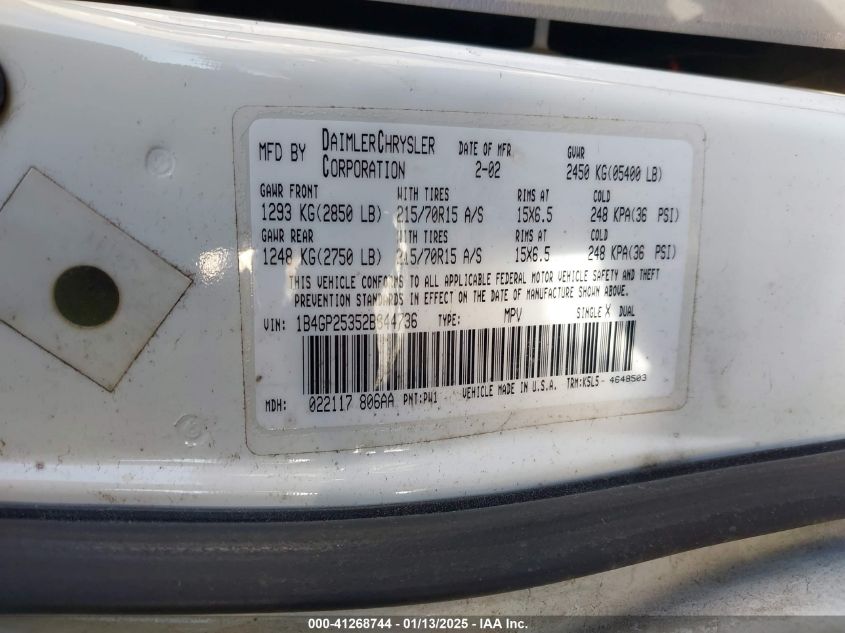 MFD BY DAIMLERCHRYSLER CORPORATION DATE OF MFR 2-02 GVWR 2450 KG(05400 LB)
GAWR FRONT WITH TIRES RIMS AT COLD
1293 KG(2850 LB) 215/70R15 A/S 15X6.5 248 KPA(36 PSI)
GAWR REAR WITH TIRES RIMS AT COLD
1248 KG(2750 LB) 215/70R15 A/S 15X6.5 248 KPA(36 PSI)
THIS VEHICLE CONFORMS TO ALL APPLICABLE FEDERAL MOTOR VEHICLE SAFETY AND THEFT
PREVENTION STANDARDS IN EFFECT ON THE DATE OF MANUFACTURE SHOWN ABOVE.
VIN: 1B4GP25352B644736 TYPE: MPV SINGLE X DUAL
MDH: 022117 806AA PNT:PW1 VEHICLE MADE IN U.S.A. TRM:K5L5 - 4648503
000-41268744 — 01/13/2025 — IAA Inc.